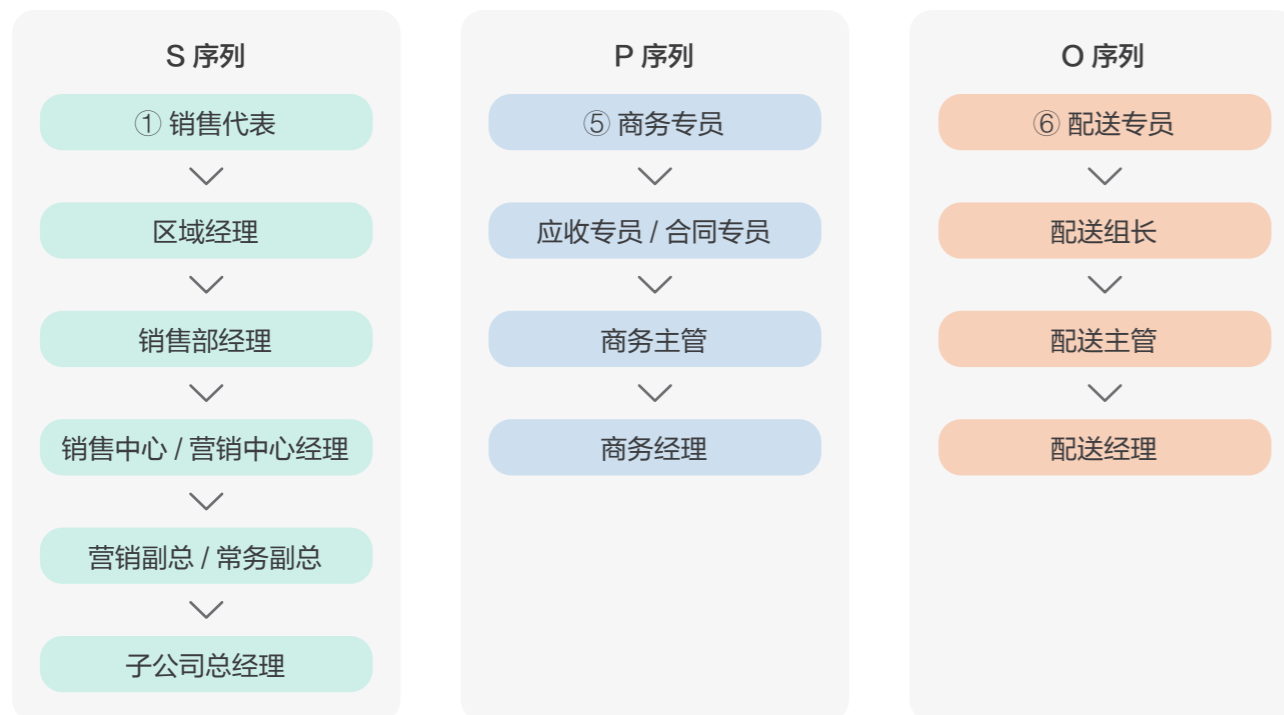 S 序列
① 销售代表
区域经理
销售部经理
销售中心 / 营销中心经理
营销副总 / 常务副总
子公司总经理
P 序列
⑤ 商务专员
应收专员 / 合同专员
商务主管
商务经理
O 序列
⑥ 配送专员
配送组长
配送主管
配送经理